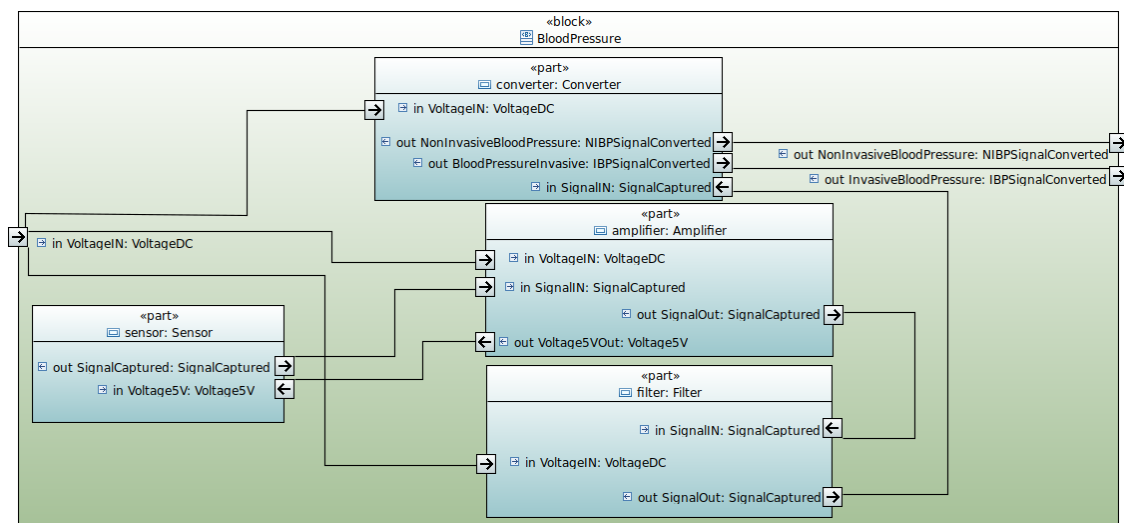 «block»
BloodPressure
«part»
converter: Converter
in VoltageIN: VoltageDC
out NonInvasiveBloodPressure: NIBPSignalConverted
out BloodPressureInvasive: IBPSignalConverted
in SignalIN: SignalCaptured
out NonInvasiveBloodPressure: NIBPSignalConverted
out InvasiveBloodPressure: IBPSignalConverted
in VoltageIN: VoltageDC
«part»
amplifier: Amplifier
in VoltageIN: VoltageDC
in SignalIN: SignalCaptured
out SignalOut: SignalCaptured
out Voltage5VOut: Voltage5V
«part»
sensor: Sensor
out SignalCaptured: SignalCaptured
in Voltage5V: Voltage5V
«part»
filter: Filter
in SignalIN: SignalCaptured
in VoltageIN: VoltageDC
out SignalOut: SignalCaptured